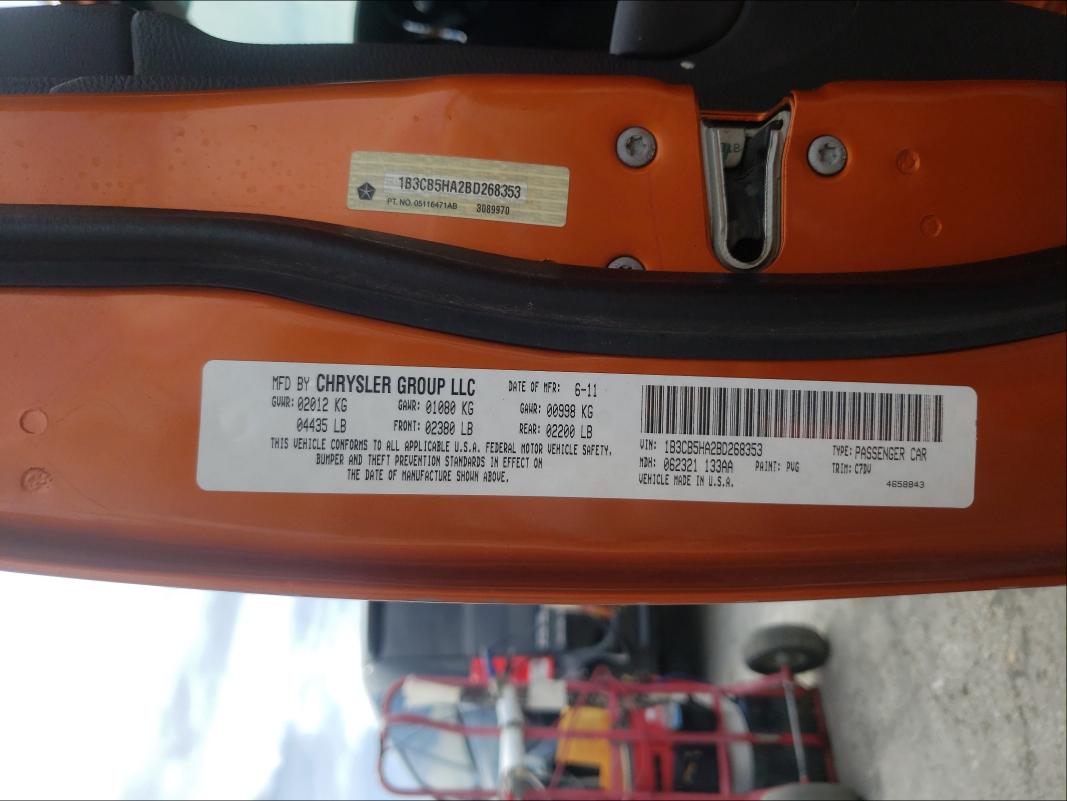 1B3CB5HA2BD268353
PT. NO. 05116471AB 3089970
MFD BY CHRYSLER GROUP LLC DATE OF MFR: 6-11
GVWR: 02012 KG GAWR: 01080 KG GAWR: 00998 KG
04435 LB FRONT: 02380 LB REAR: 02200 LB
THIS VEHICLE CONFORMS TO ALL APPLICABLE U.S.A. FEDERAL MOTOR VEHICLE SAFETY,
BUMPER AND THEFT PREVENTION STANDARDS IN EFFECT ON
THE DATE OF MANUFACTURE SHOWN ABOVE.
VIN: 1B3CB5HA2BD268353 TYPE: PASSENGER CAR
MDH: 062321 133AA PAINT: PVG TRIM: C7DV
VEHICLE MADE IN U.S.A. 4658843